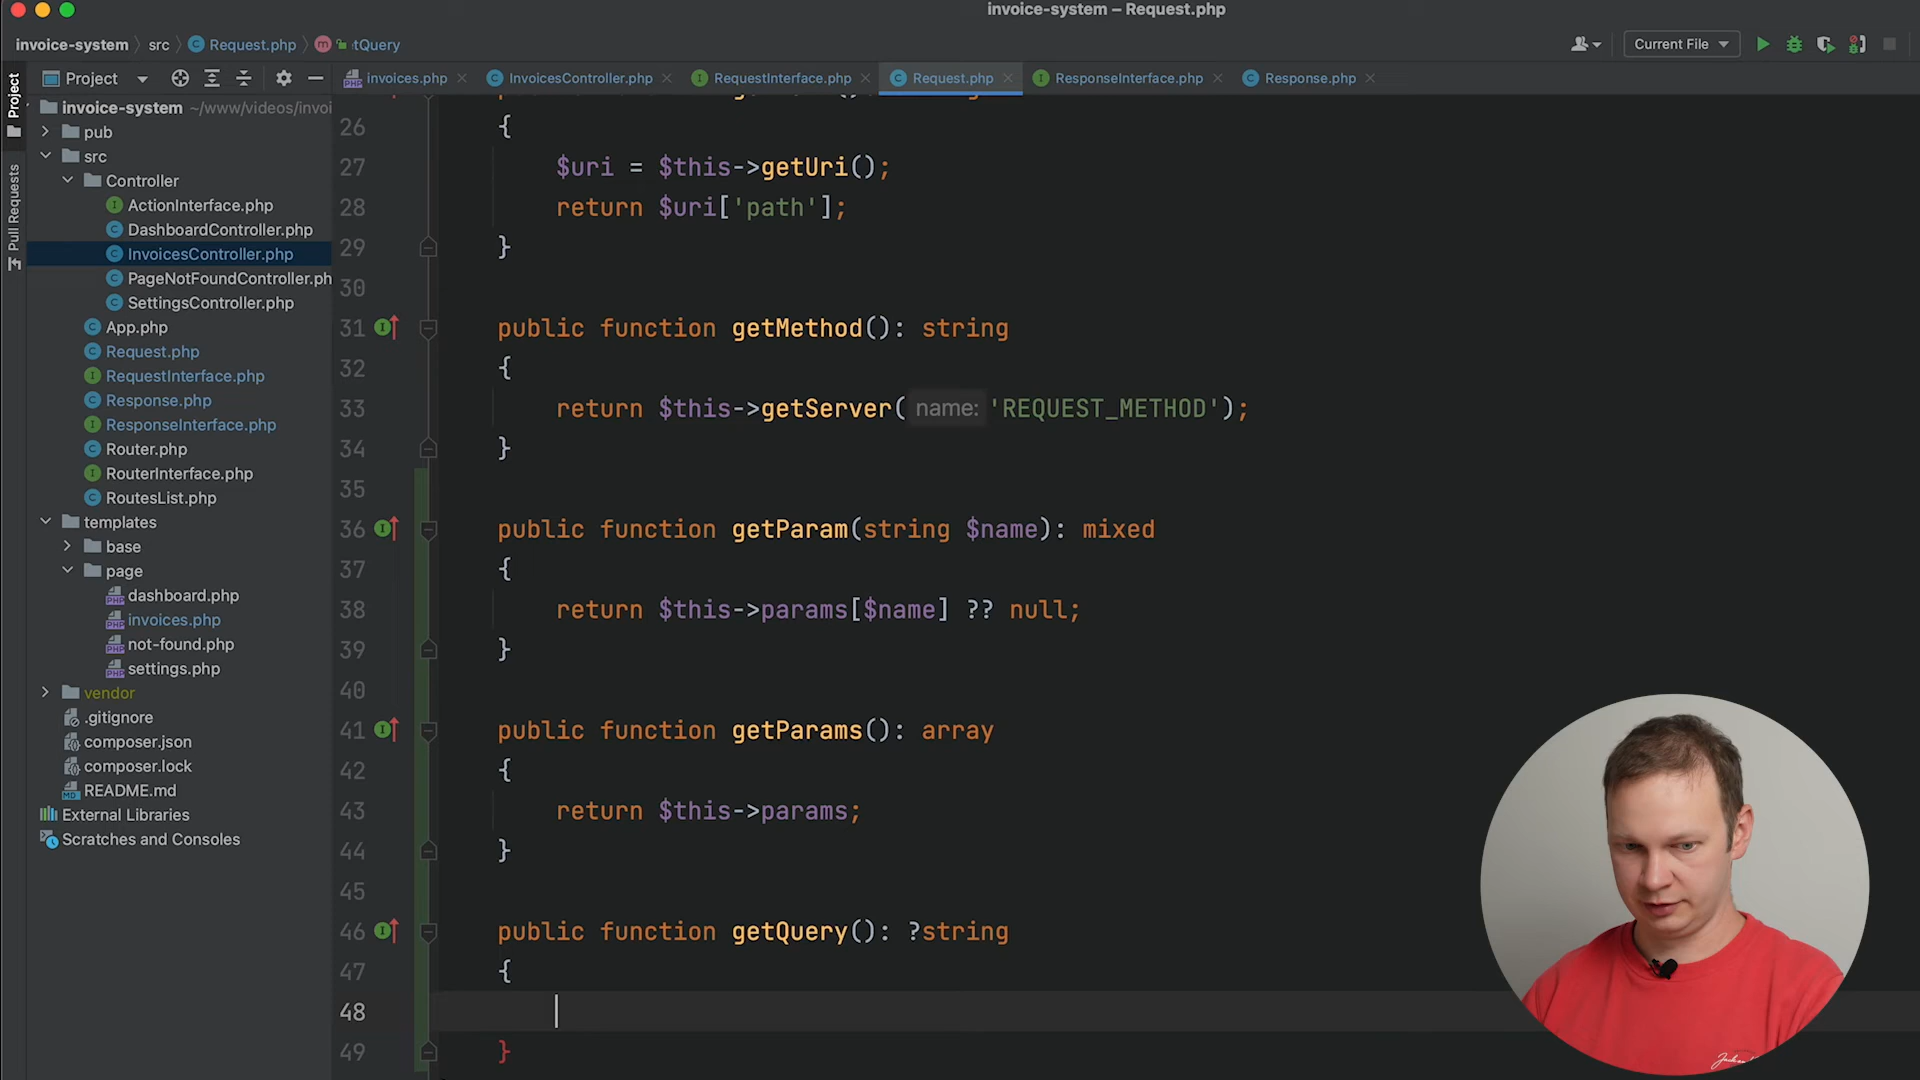 invoice-system – Request.php
invoice-system
src
Request.php
tQuery
Current File
Project
Project
Pull Requests
invoices.php
InvoicesController.php
RequestInterface.php
Request.php
ResponseInterface.php
Response.php
invoice-system ~/www/videos/invoi
pub
src
Controller
ActionInterface.php
DashboardController.php
InvoicesController.php
PageNotFoundController.ph
SettingsController.php
App.php
Request.php
RequestInterface.php
Response.php
ResponseInterface.php
Router.php
RouterInterface.php
RoutesList.php
templates
base
page
dashboard.php
invoices.php
not-found.php
settings.php
vendor
.gitignore
composer.json
composer.lock
README.md
External Libraries
Scratches and Consoles
26 {
27 $uri = $this->getUri();
28 return $uri['path'];
29 }
30
31 public function getMethod(): string
32 {
33 return $this->getServer( name: 'REQUEST_METHOD');
34 }
35
36 public function getParam(string $name): mixed
37 {
38 return $this->params[$name] ?? null;
39 }
40
41 public function getParams(): array
42 {
43 return $this->params;
44 }
45
46 public function getQuery(): ?string
47 {
48
49 }